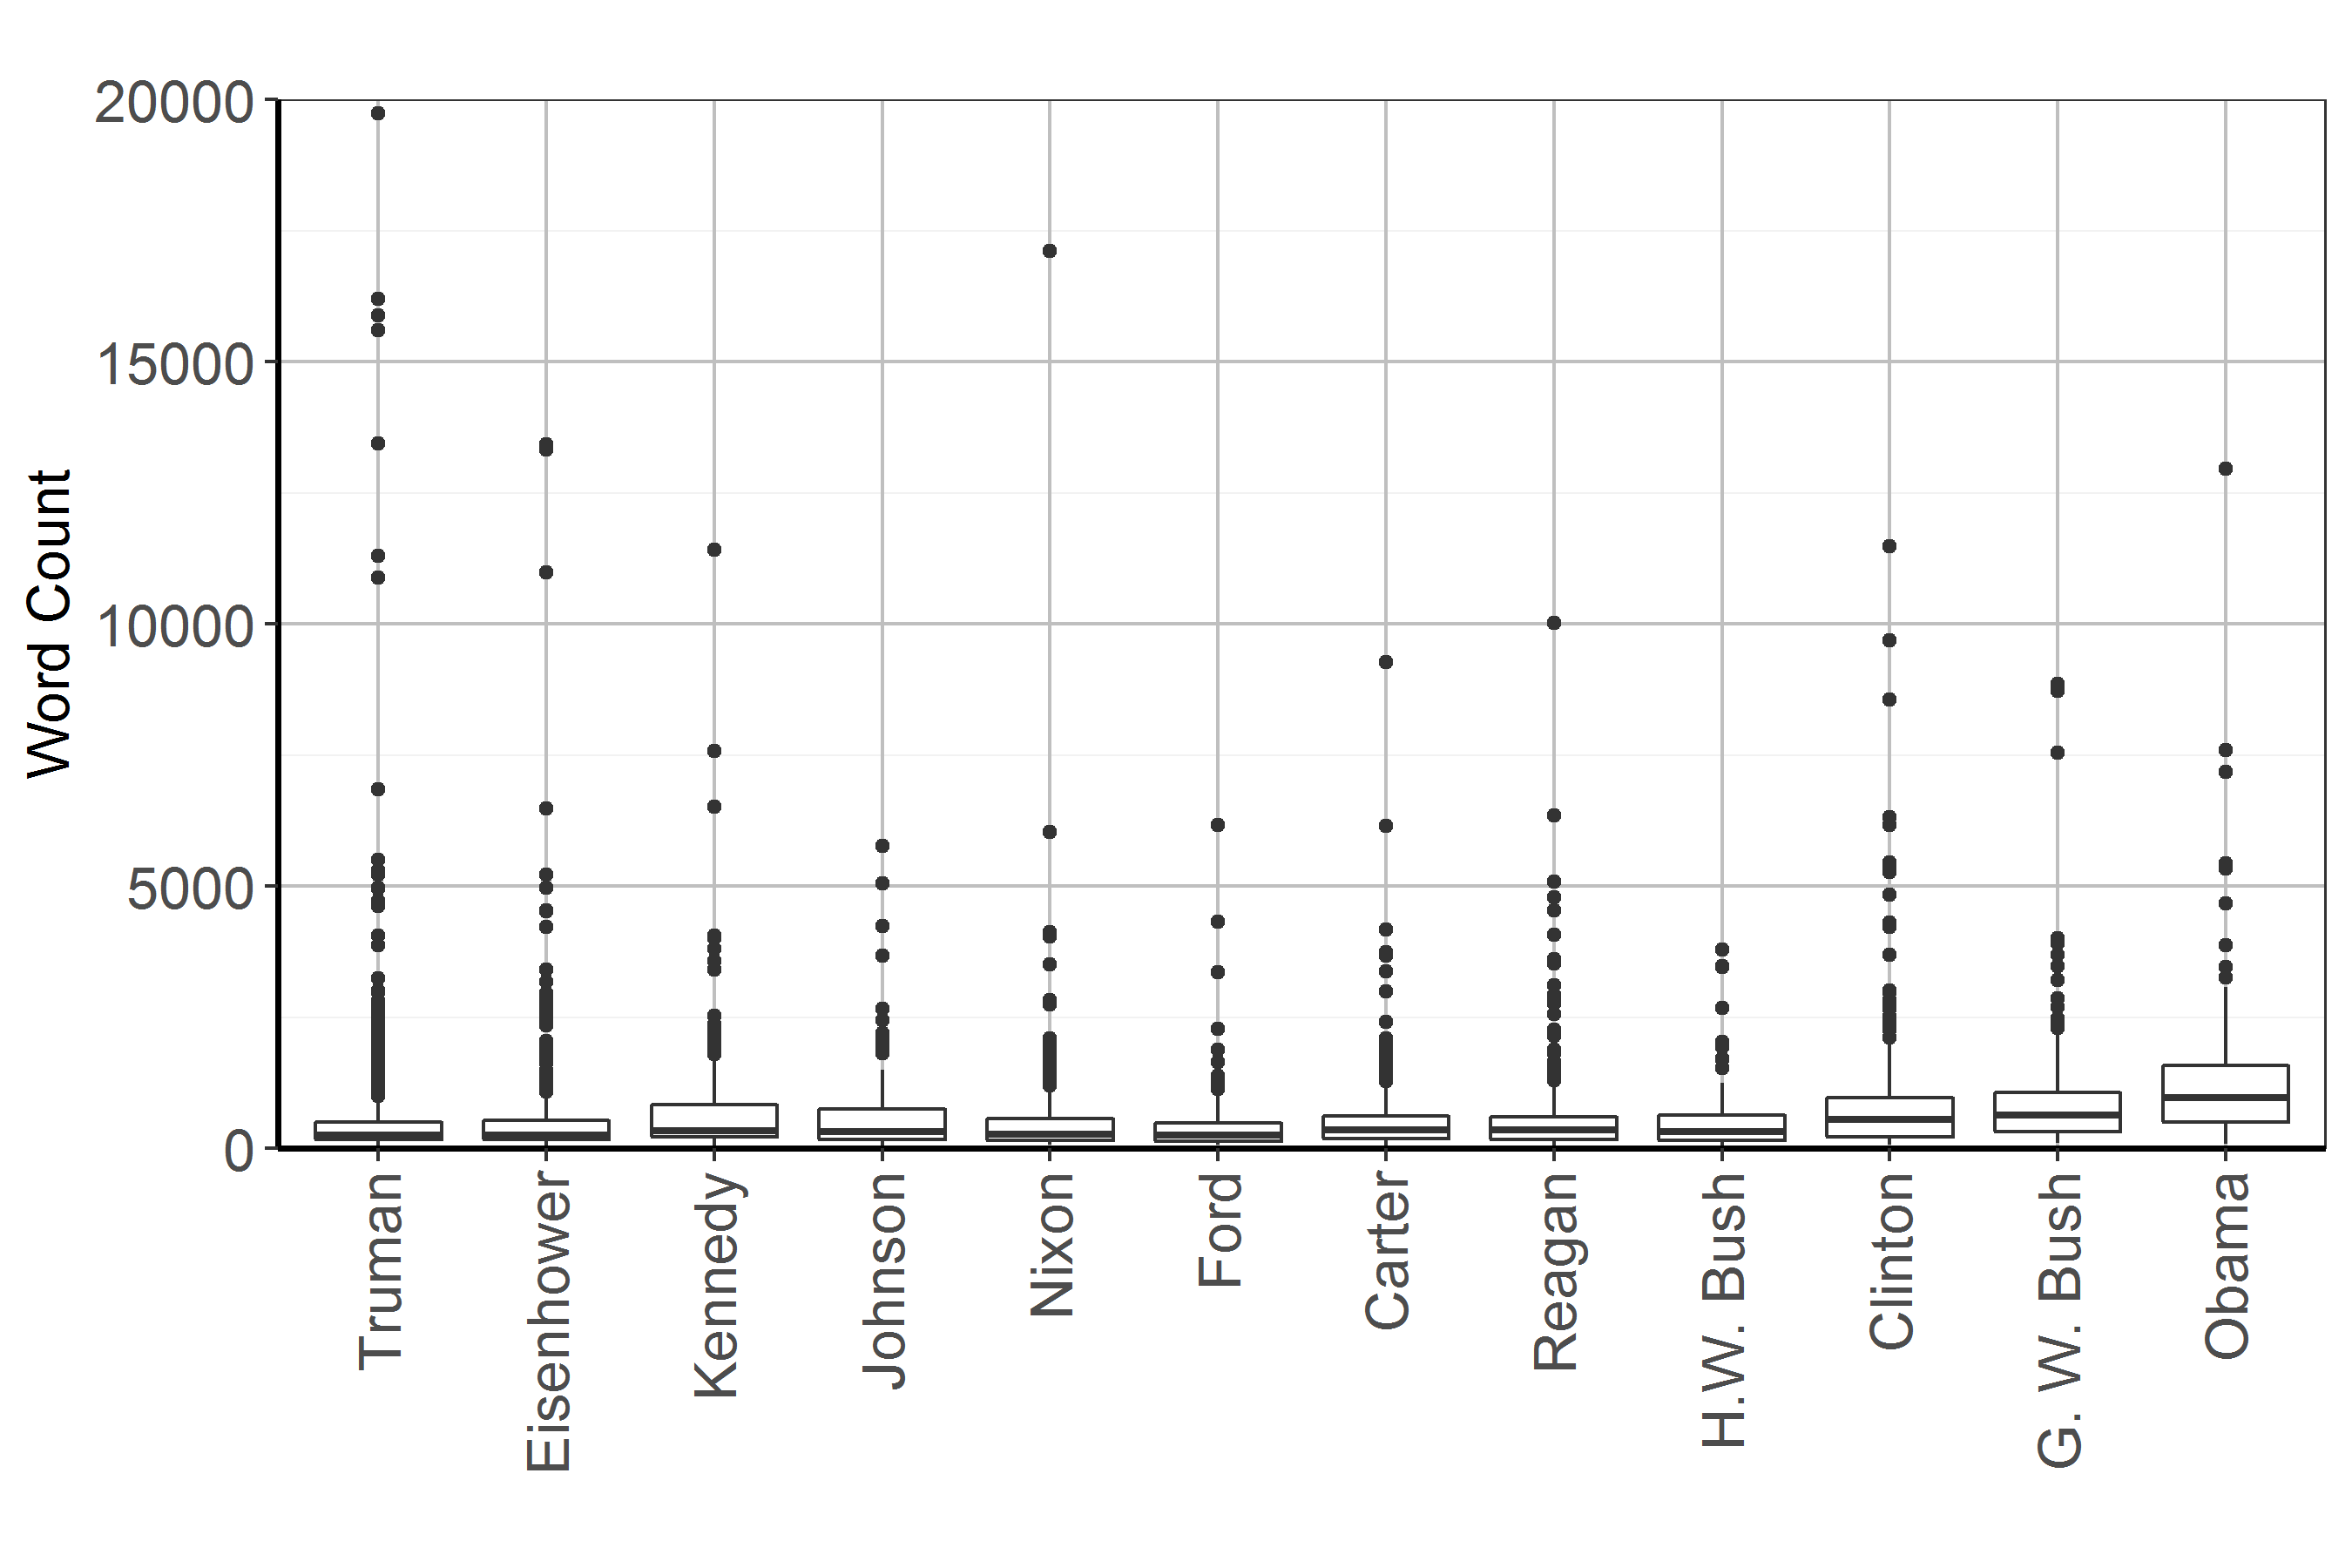 20000
15000
10000
5000
0
Word Count
Truman
Eisenhower
Kennedy
Johnson
Nixon
Ford
Carter
Reagan
H.W. Bush
Clinton
G. W. Bush
Obama